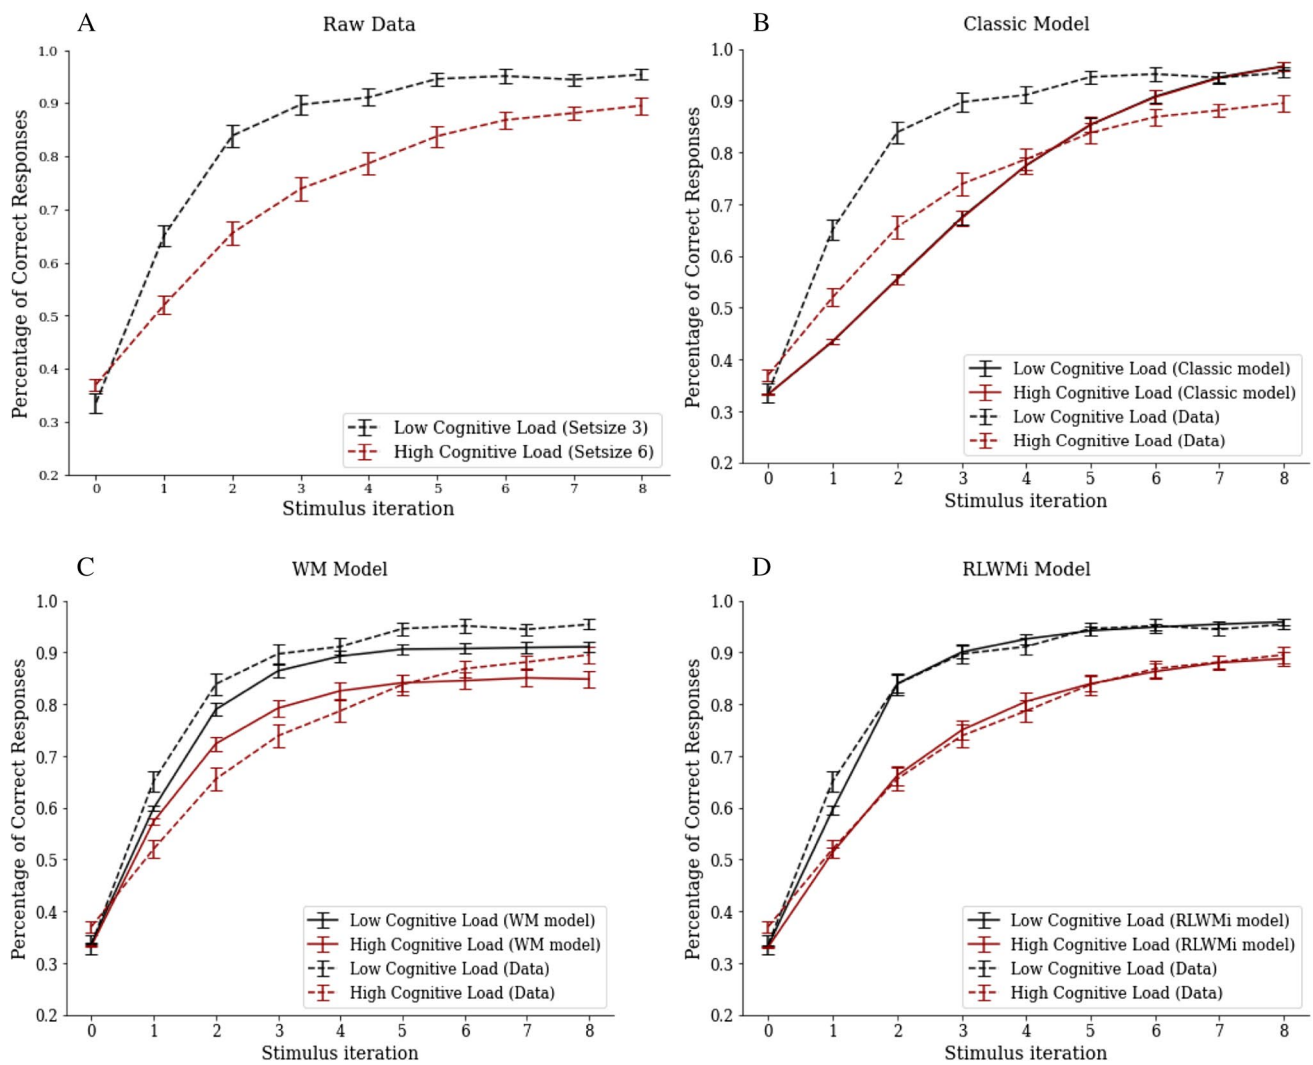 A
Raw Data
Percentage of Correct Responses
1.0
0.9
0.8
0.7
0.6
0.5
0.4
0.3
0.2
Low Cognitive Load (Setsize 3)
High Cognitive Load (Setsize 6)
0 1 2 3 4 5 6 7 8
Stimulus iteration
B
Classic Model
Percentage of Correct Responses
1.0
0.9
0.8
0.7
0.6
0.5
0.4
0.3
0.2
Low Cognitive Load (Classic model)
High Cognitive Load (Classic model)
Low Cognitive Load (Data)
High Cognitive Load (Data)
0 1 2 3 4 5 6 7 8
Stimulus iteration
C
WM Model
Percentage of Correct Responses
1.0
0.9
0.8
0.7
0.6
0.5
0.4
0.3
0.2
Low Cognitive Load (WM model)
High Cognitive Load (WM model)
Low Cognitive Load (Data)
High Cognitive Load (Data)
0 1 2 3 4 5 6 7 8
Stimulus iteration
D
RLWMi Model
Percentage of Correct Responses
1.0
0.9
0.8
0.7
0.6
0.5
0.4
0.3
0.2
Low Cognitive Load (RLWMi model)
High Cognitive Load (RLWMi model)
Low Cognitive Load (Data)
High Cognitive Load (Data)
0 1 2 3 4 5 6 7 8
Stimulus iteration